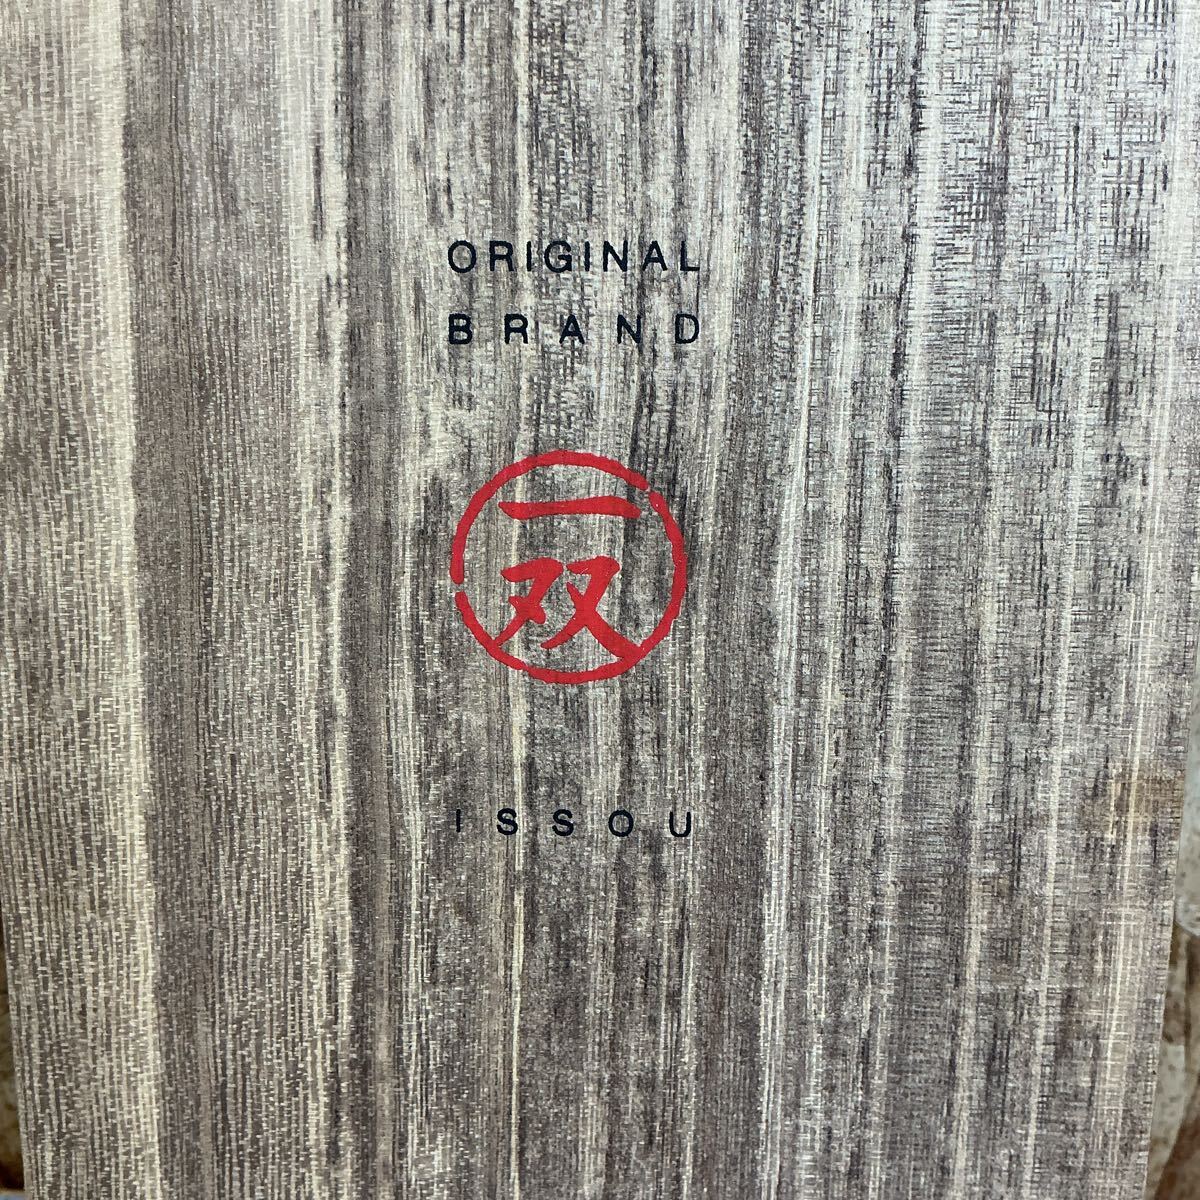 ORIGINAL
BRAND
一
双
ISSOU